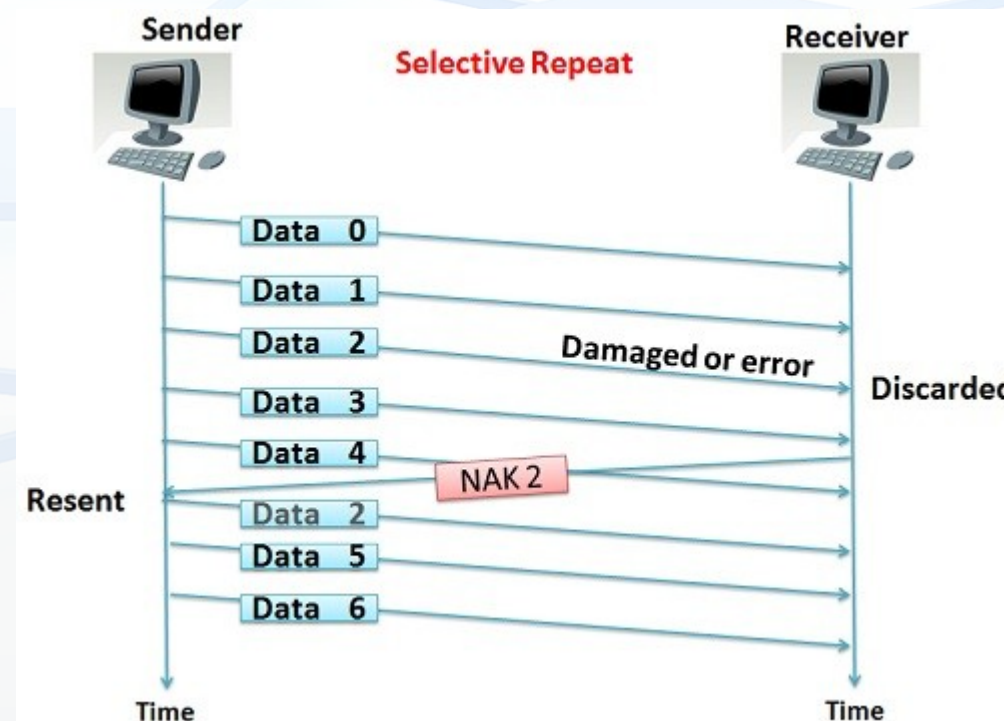 Sender
Receiver
Selective Repeat
Data 0
Data 1
Data 2
Damaged or error
Discarded
Data 3
Data 4
NAK 2
Resent
Data 2
Data 5
Data 6
Time
Time